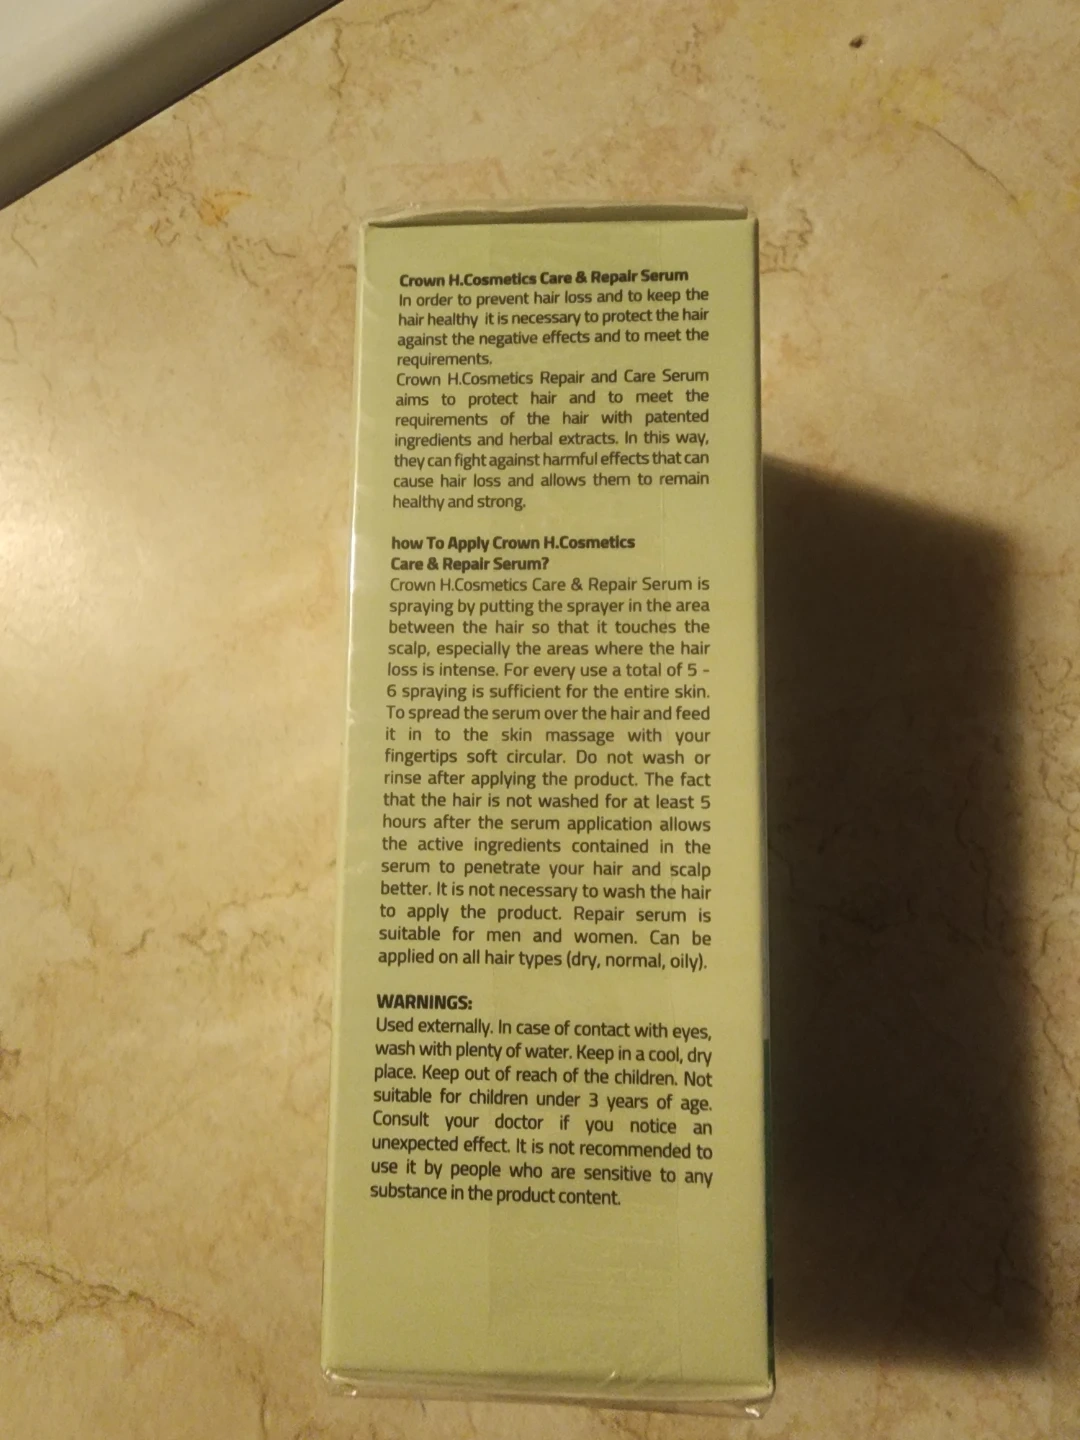 Crown H.Cosmetics Care & Repair Serum
In order to prevent hair loss and to keep the
hair healthy it is necessary to protect the hair
against the negative effects and to meet the
requirements.
Crown H.Cosmetics Repair and Care Serum
aims to protect hair and to meet the
requirements of the hair with patented
ingredients and herbal extracts. In this way,
they can fight against harmful effects that can
cause hair loss and allows them to remain
healthy and strong.
how To Apply Crown H.Cosmetics
Care & Repair Serum?
Crown H.Cosmetics Care & Repair Serum is
spraying by putting the sprayer in the area
between the hair so that it touches the
scalp, especially the areas where the hair
loss is intense. For every use a total of 5 -
6 spraying is sufficient for the entire skin.
To spread the serum over the hair and feed
it in to the skin massage with your
fingertips soft circular. Do not wash or
rinse after applying the product. The fact
that the hair is not washed for at least 5
hours after the serum application allows
the active ingredients contained in the
serum to penetrate your hair and scalp
better. It is not necessary to wash the hair
to apply the product. Repair serum is
suitable for men and women. Can be
applied on all hair types (dry, normal, oily).
WARNINGS:
Used externally. In case of contact with eyes,
wash with plenty of water. Keep in a cool, dry
place. Keep out of reach of the children. Not
suitable for children under 3 years of age.
Consult your doctor if you notice an
unexpected effect. It is not recommended to
use it by people who are sensitive to any
substance in the product content.